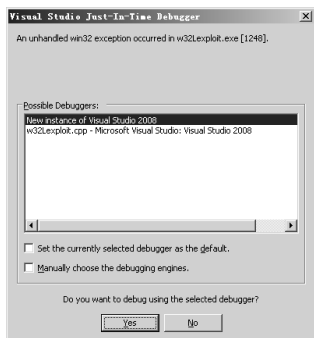 Visual Studio Just-In-Time Debugger
An unhandled win32 exception occurred in w32Lexploit.exe [1248].
Possible Debuggers:
New instance of Visual Studio 2008
w32Lexploit.cpp - Microsoft Visual Studio: Visual Studio 2008
Set the currently selected debugger as the default.
Manually choose the debugging engines.
Do you want to debug using the selected debugger?
Yes
No